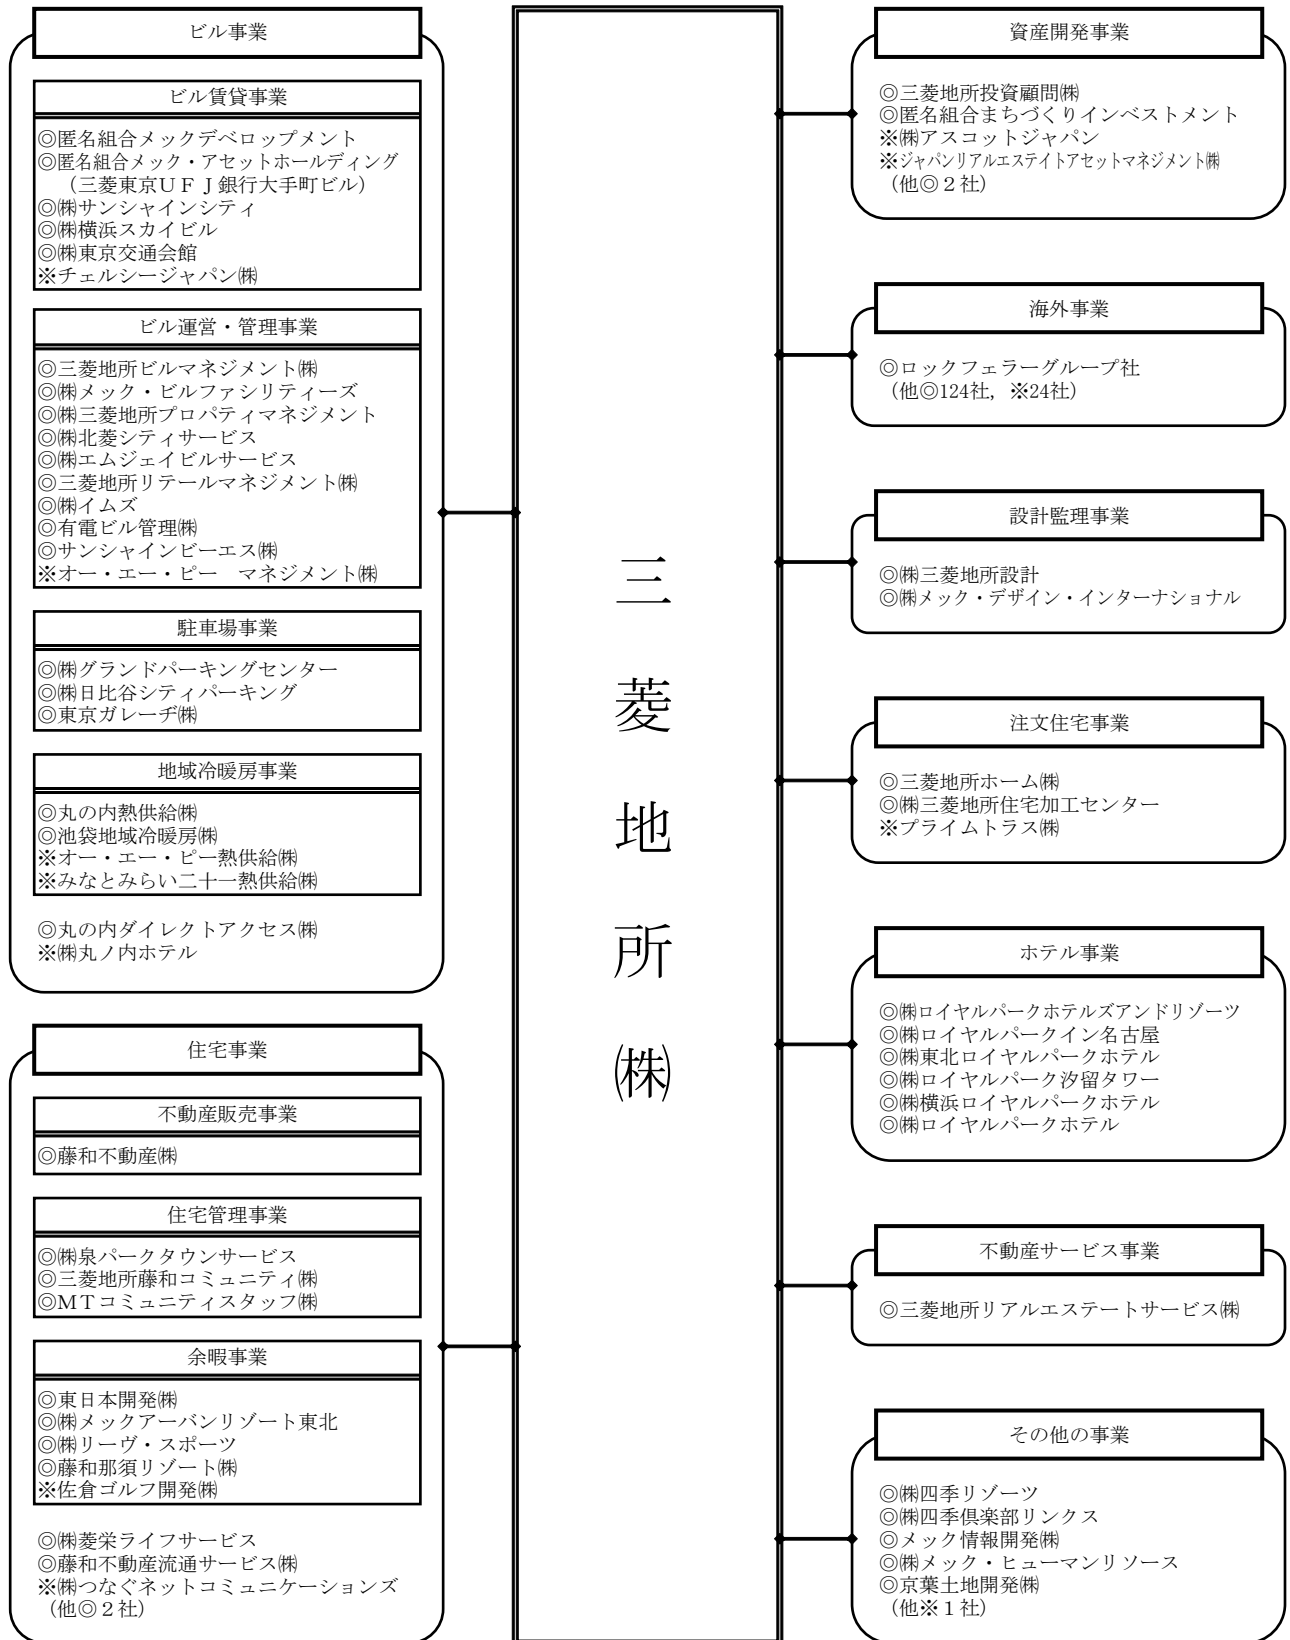 ビル事業
ビル賃貸事業
◎匿名組合メックデベロップメント
◎匿名組合メック・アセットホールディング
（三菱東京ＵＦＪ銀行大手町ビル）
◎㈱サンシャインシティ
◎㈱横浜スカイビル
◎㈱東京交通会館
※チェルシージャパン㈱
ビル運営・管理事業
◎三菱地所ビルマネジメント㈱
◎㈱メック・ビルファシリティーズ
◎㈱三菱地所プロパティマネジメント
◎㈱北菱シティサービス
◎㈱エムジェイビルサービス
◎三菱地所リテールマネジメント㈱
◎㈱イムズ
◎有電ビル管理㈱
◎サンシャインビーエス㈱
※オー・エー・ピー　マネジメント㈱
駐車場事業
◎㈱グランドパーキングセンター
◎㈱日比谷シティパーキング
◎東京ガレーヂ㈱
地域冷暖房事業
◎丸の内熱供給㈱
◎池袋地域冷暖房㈱
※オー・エー・ピー熱供給㈱
※みなとみらい二十一熱供給㈱
◎丸の内ダイレクトアクセス㈱
※㈱丸ノ内ホテル
住宅事業
不動産販売事業
◎藤和不動産㈱
住宅管理事業
◎㈱泉パークタウンサービス
◎三菱地所藤和コミュニティ㈱
◎ＭＴコミュニティスタッフ㈱
余暇事業
◎東日本開発㈱
◎㈱メックアーバンリゾート東北
◎㈱リーヴ・スポーツ
◎藤和那須リゾート㈱
※佐倉ゴルフ開発㈱
◎㈱菱栄ライフサービス
◎藤和不動産流通サービス㈱
※㈱つなぐネットコミュニケーションズ
（他◎２社）
三菱地所㈱
資産開発事業
◎三菱地所投資顧問㈱
◎匿名組合まちづくりインベストメント
※㈱アスコットジャパン
※ジャパンリアルエステイトアセットマネジメント㈱
（他◎２社）
海外事業
◎ロックフェラーグループ社
（他◎124社，※24社）
設計監理事業
◎㈱三菱地所設計
◎㈱メック・デザイン・インターナショナル
注文住宅事業
◎三菱地所ホーム㈱
◎㈱三菱地所住宅加工センター
※プライムトラス㈱
ホテル事業
◎㈱ロイヤルパークホテルズアンドリゾーツ
◎㈱ロイヤルパークイン名古屋
◎㈱東北ロイヤルパークホテル
◎㈱ロイヤルパーク汐留タワー
◎㈱横浜ロイヤルパークホテル
◎㈱ロイヤルパークホテル
不動産サービス事業
◎三菱地所リアルエステートサービス㈱
その他の事業
◎㈱四季リゾーツ
◎㈱四季倶楽部リンクス
◎メック情報開発㈱
◎㈱メック・ヒューマンリソース
◎京葉土地開発㈱
（他※１社）